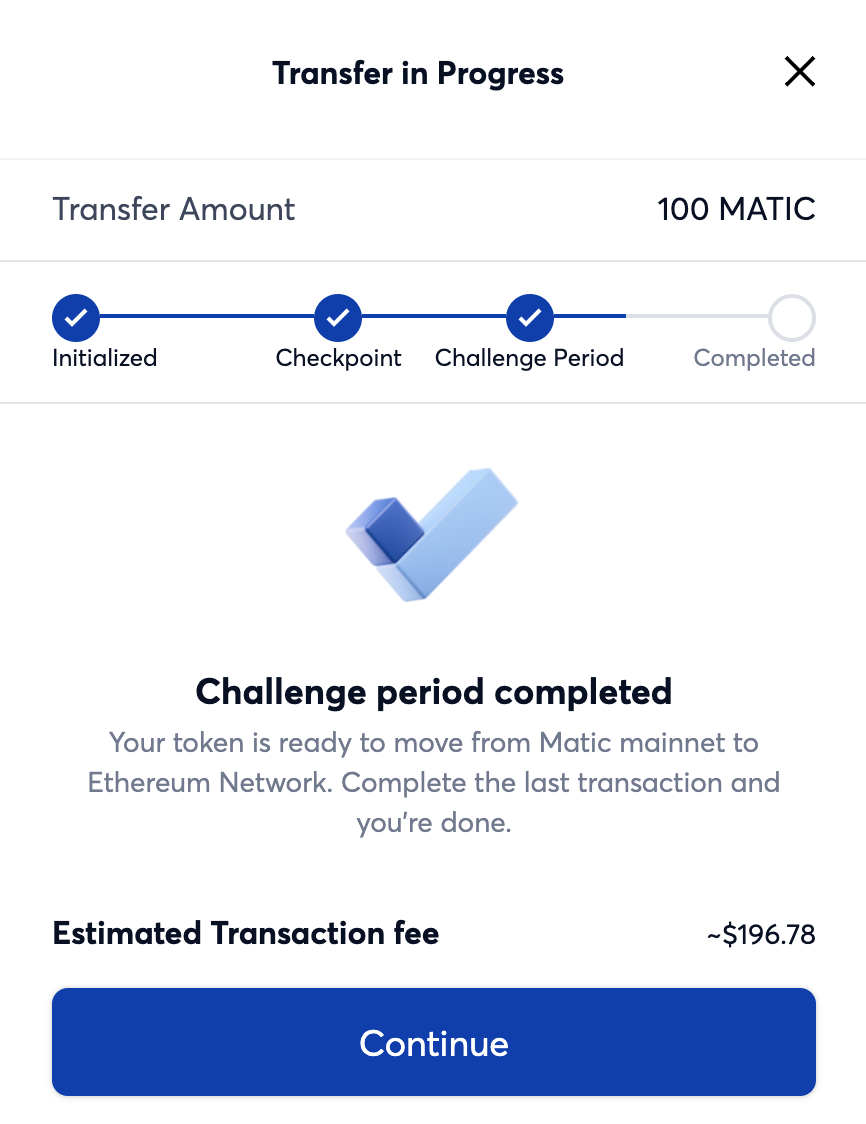 Transfer in Progress
Transfer Amount 100 MATIC
Initialized Checkpoint Challenge Period Completed
Challenge period completed
Your token is ready to move from Matic mainnet to
Ethereum Network. Complete the last transaction and
you're done.
Estimated Transaction fee ~$196.78
Continue